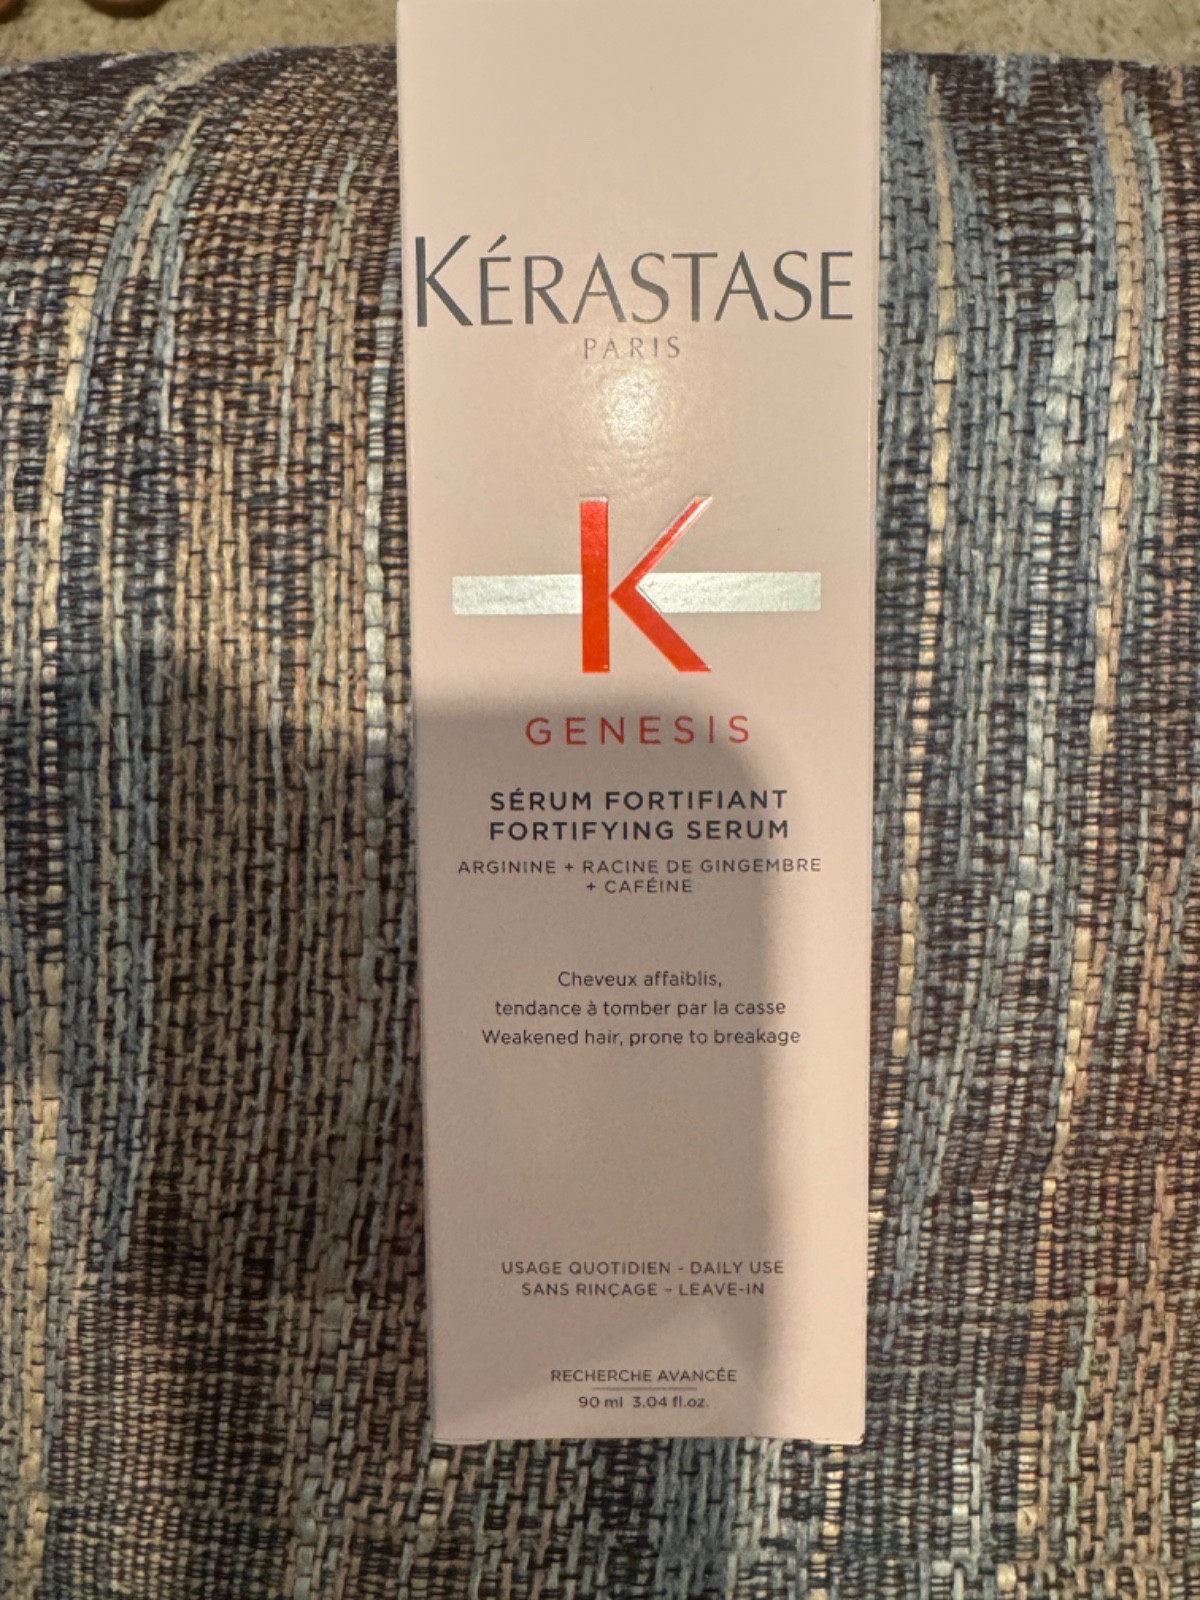 KÉRASTASE
PARIS
K
GENESIS
SÉRUM FORTIFIANT
FORTIFYING SERUM
ARGININE + RACINE DE GINGEMBRE
+ CAFÉINE
Cheveux affaiblis,
tendance à tomber par la casse
Weakened hair, prone to breakage
USAGE QUOTIDIEN - DAILY USE
SANS RINÇAGE – LEAVE-IN
RECHERCHE AVANCÉE
90 ml 3.04 fl.oz.